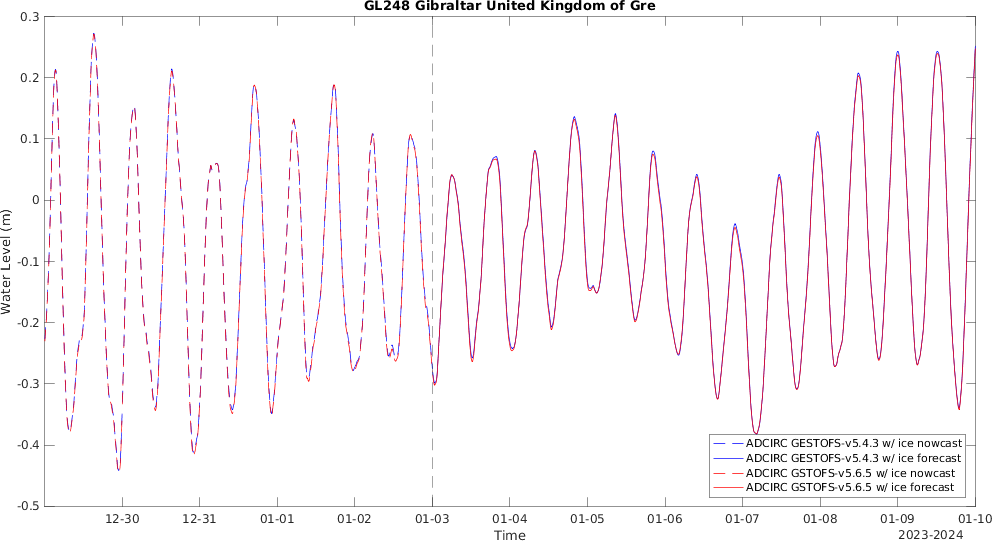 GL248 Gibraltar United Kingdom of Gre
0.3
0.2
0.1
0
-0.1
-0.2
-0.3
-0.4
-0.5
Water Level (m)
ADCIRC GESTOFS-v5.4.3 w/ ice nowcast
ADCIRC GESTOFS-v5.4.3 w/ ice forecast
ADCIRC GSTOFS-v5.6.5 w/ ice nowcast
ADCIRC GSTOFS-v5.6.5 w/ ice forecast
12-30 12-31 01-01 01-02 01-03 01-04 01-05 01-06 01-07 01-08 01-09 01-10
Time
2023-2024